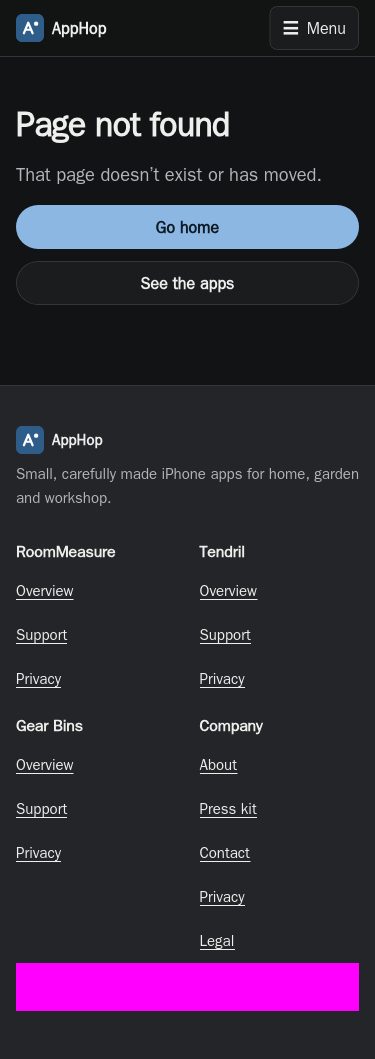 AppHop
Menu
Page not found
That page doesn't exist or has moved.
Go home
See the apps
AppHop
Small, carefully made iPhone apps for home, garden
and workshop.
RoomMeasure
Overview
Support
Privacy
Tendril
Overview
Support
Privacy
Gear Bins
Overview
Support
Privacy
Company
About
Press kit
Contact
Privacy
Legal